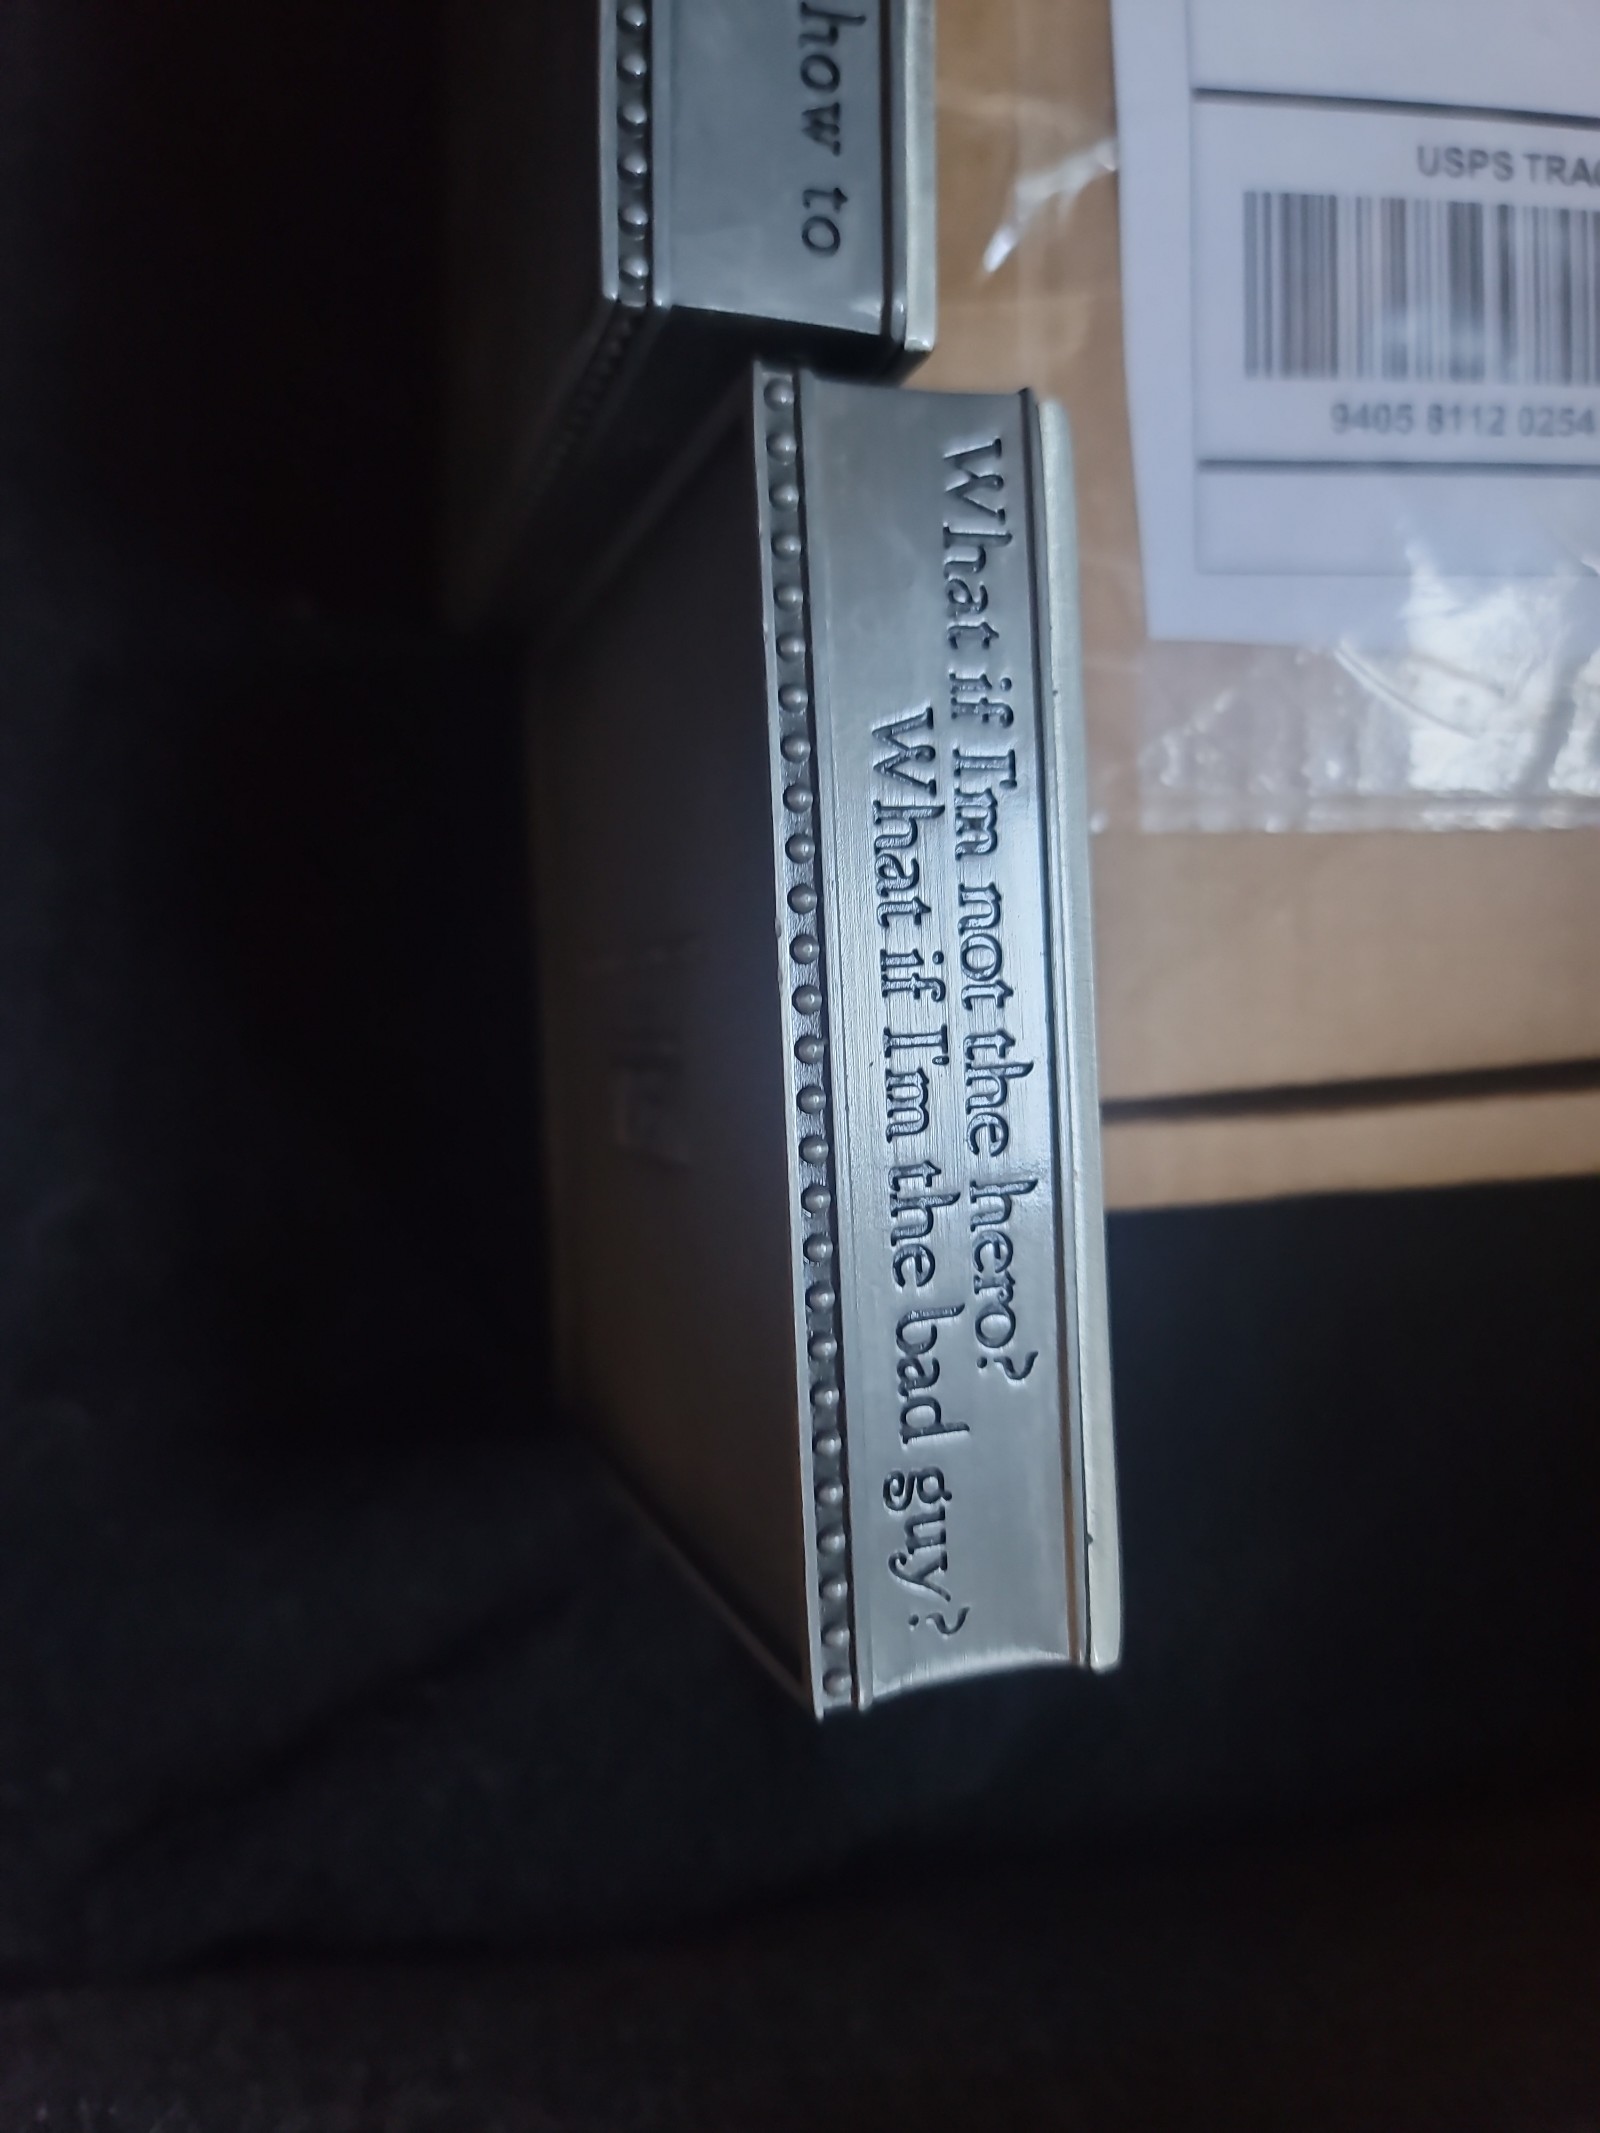 how to
What if I'm not the hero?
What if I'm the bad guy?
USPS TRAC
9405 8112 0254